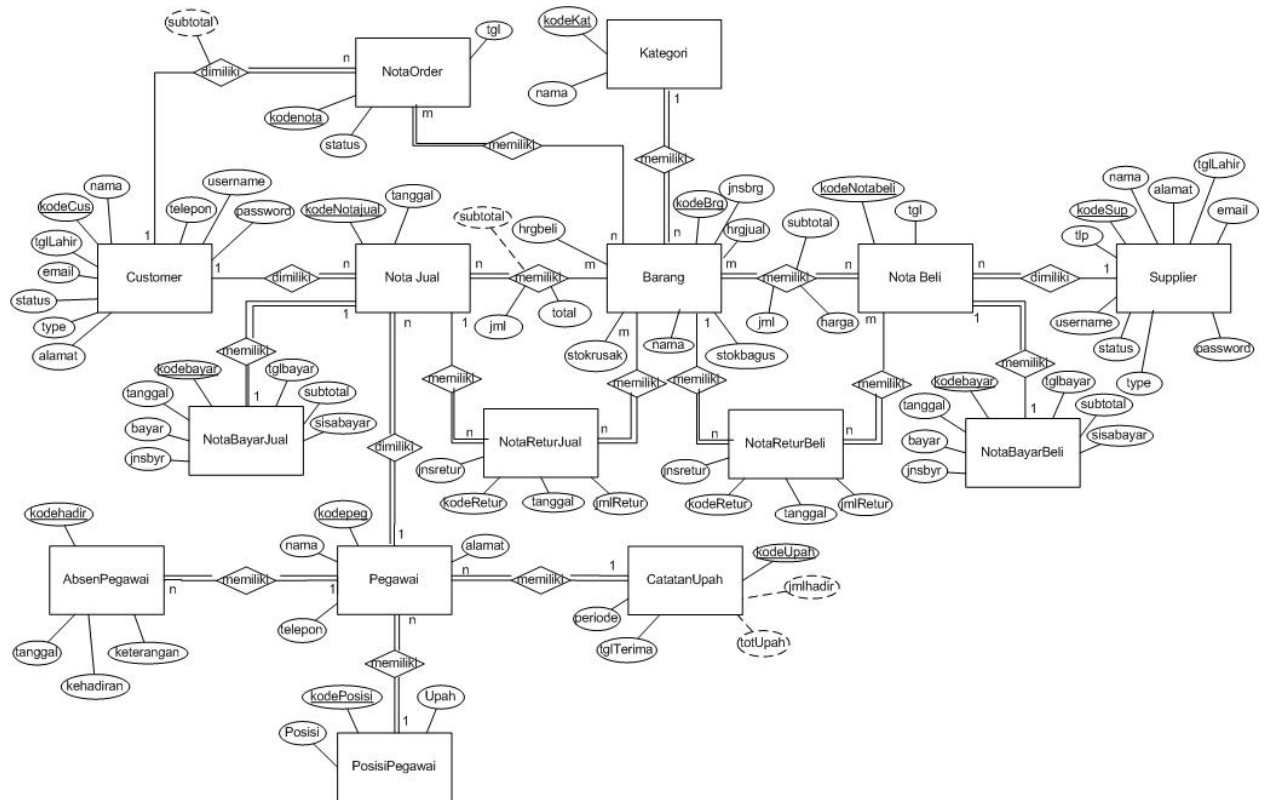 subtotal
tgl
kodeKat
Kategori
nama
1
n
dimiliki
NotaOrder
kodenota
status
m
memiliki
1
memiliki
n
n
nama
kodeCus
tglLahir
email
status
type
alamat
username
telepon
password
1
Customer
1
dimiliki
n
kodeNotajual
tanggal
Nota Jual
n
subtotal
memiliki
jml
total
m
hrgbeli
kodeBrg
jnsbrg
hrgjual
Barang
stokrusak
nama
stokbagus
m
memiliki
subtotal
jml
harga
n
kodeNotabeli
tgl
Nota Beli
n
dimiliki
1
kodeSup
nama
alamat
tglLahir
email
tlp
Supplier
username
status
type
password
1
memiliki
1
kodebayar
tglbayar
tanggal
subtotal
bayar
sisabayar
jnsbyr
NotaBayarJual
n
dimiliki
1
1
memiliki
n
NotaReturJual
jnsretur
kodeRetur
tanggal
jmlRetur
n
memiliki
m
1
memiliki
n
NotaReturBeli
jnsretur
kodeRetur
tanggal
jmlRetur
n
memiliki
m
1
memiliki
1
kodebayar
tglbayar
tanggal
subtotal
bayar
sisabayar
jnsbyr
NotaBayarBeli
kodehadir
AbsenPegawai
tanggal
kehadiran
keterangan
n
memiliki
1
kodepeg
nama
alamat
Pegawai
telepon
n
memiliki
1
CatatanUpah
kodeUpah
jmlhadir
totUpah
periode
tglTerima
n
memiliki
1
kodePosisi
Upah
Posisi
PosisiPegawai